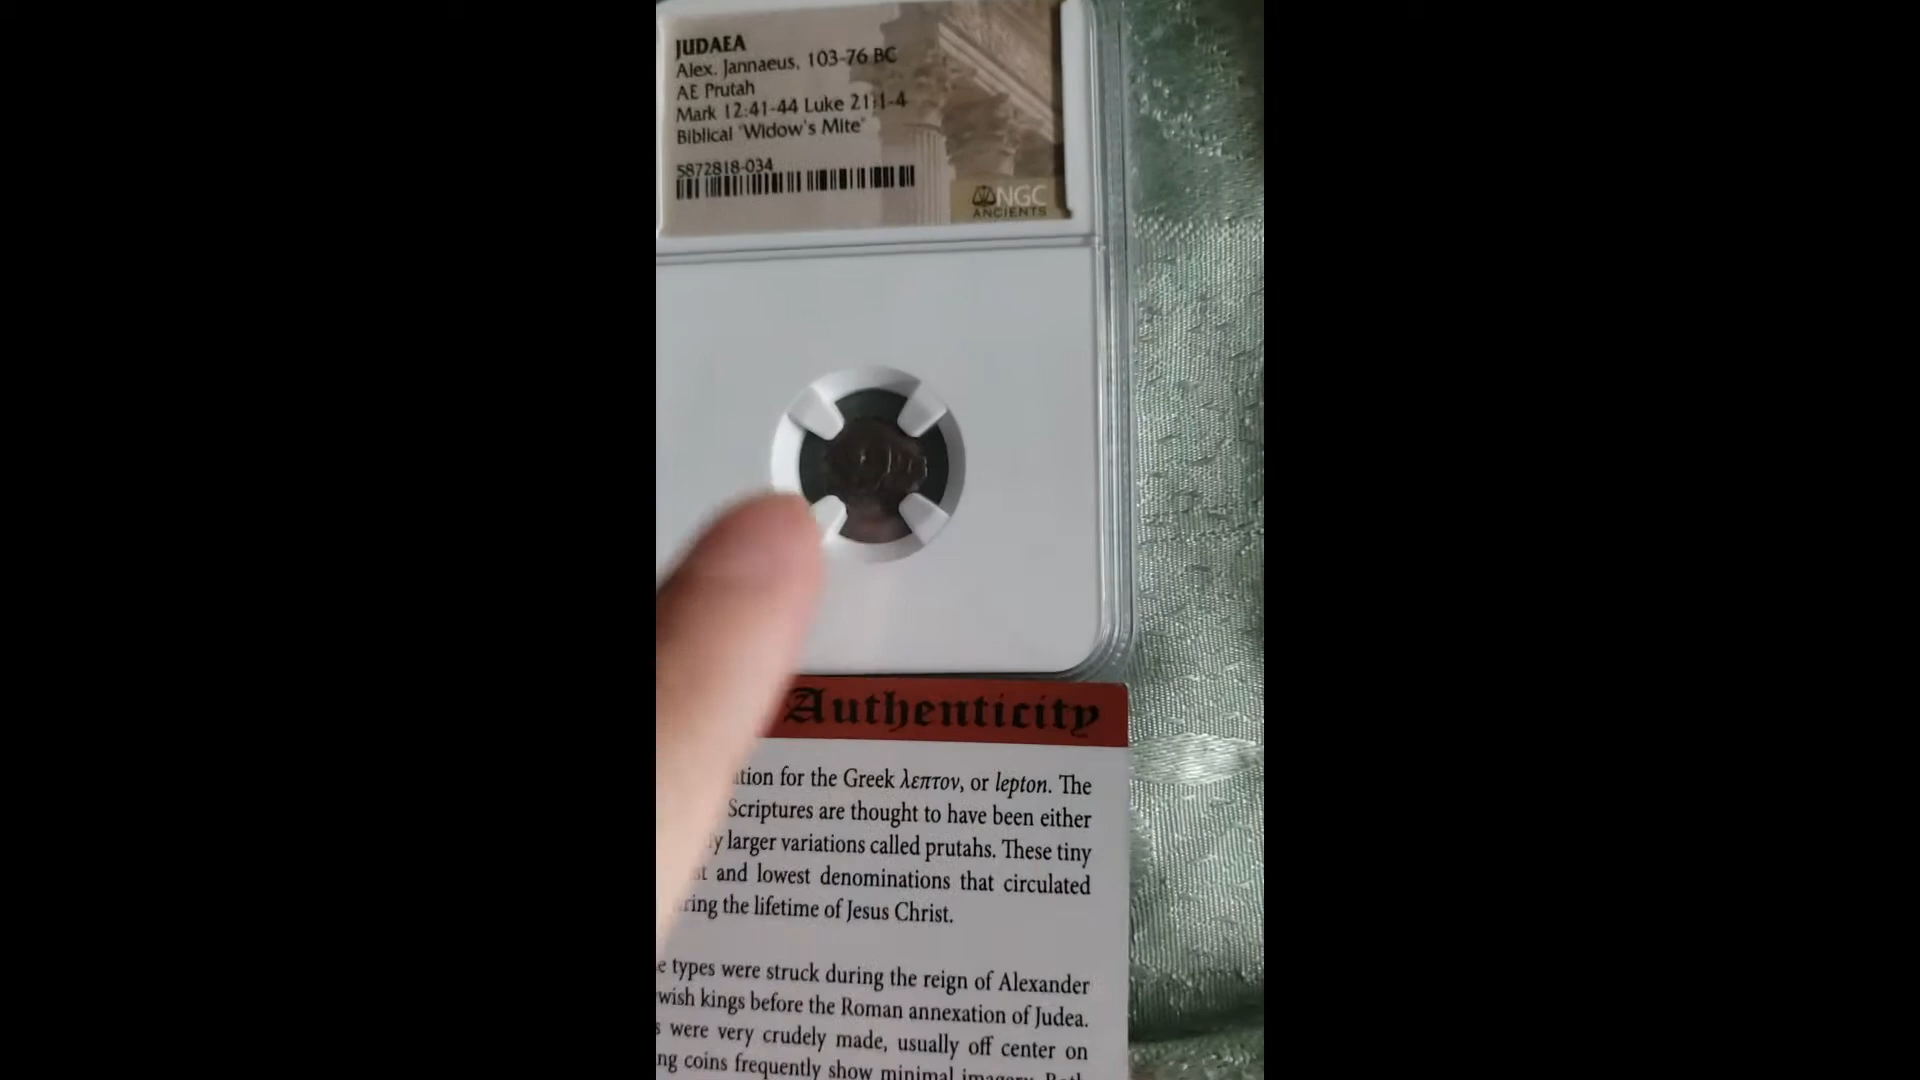 JUDAEA
Alex. Jannaeus, 103-76 BC
AE Prutah
Mark 12:41-44 Luke 21:1-4
Biblical "Widow's Mite"
5872818-034
NGC
ANCIENTS
Authenticity
for the Greek λεπτον, or lepton. The
Scriptures are thought to have been either
larger variations called prutahs. These tiny
and lowest denominations that circulated
the lifetime of Jesus Christ.
types were struck during the reign of Alexander
kings before the Roman annexation of Judea.
were very crudely made, usually off center on
coins frequently show minimal imagery. Both